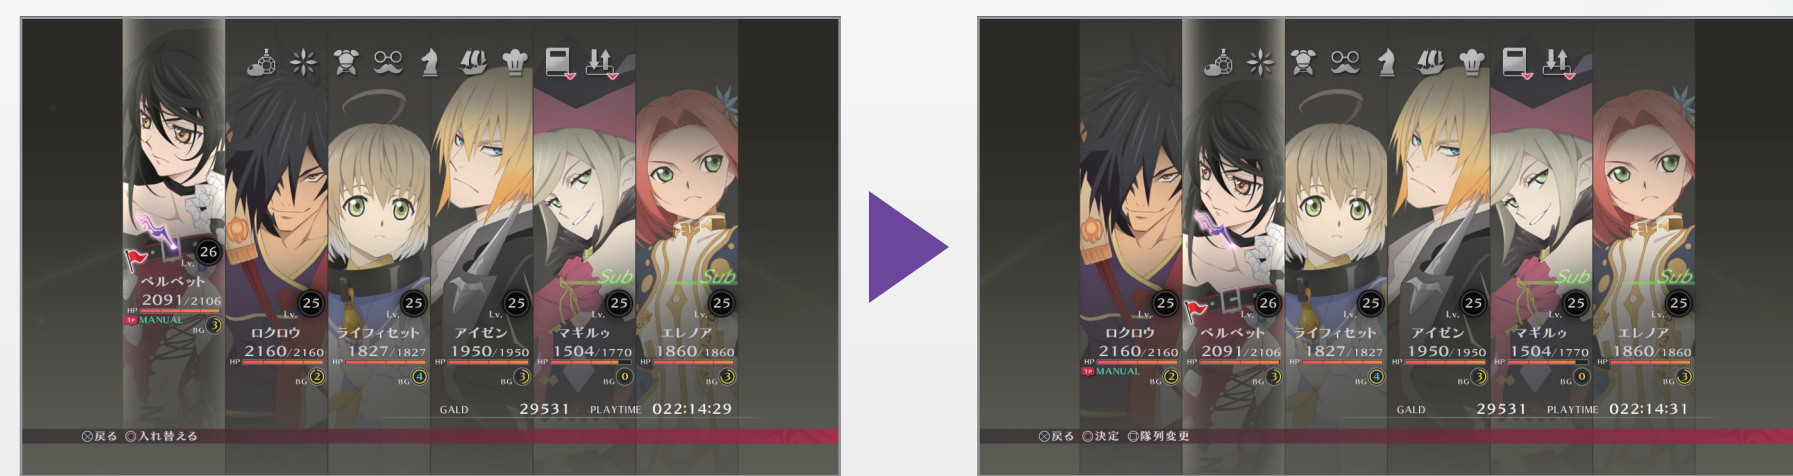 Sub
Sub
26
Lv.
ベルベット
2091/2106
HP
1P MANUAL
BG 3
25
Lv.
ロクロウ
2160/2160
HP
BG 2
25
Lv.
ライフィセット
1827/1827
HP
BG 4
25
Lv.
アイゼン
1950/1950
HP
BG 3
25
Lv.
マギルゥ
1504/1770
HP
BG 0
25
Lv.
エレノア
1860/1860
HP
BG 3
GALD 29531 PLAYTIME 022:14:29
戻る 入れ替える
Sub
Sub
25
Lv.
ロクロウ
2160/2160
HP
1P MANUAL
BG 2
26
Lv.
ベルベット
2091/2106
HP
BG 3
25
Lv.
ライフィセット
1827/1827
HP
BG 4
25
Lv.
アイゼン
1950/1950
HP
BG 3
25
Lv.
マギルゥ
1504/1770
HP
BG 0
25
Lv.
エレノア
1860/1860
HP
BG 3
GALD 29531 PLAYTIME 022:14:31
戻る 決定 隊列変更